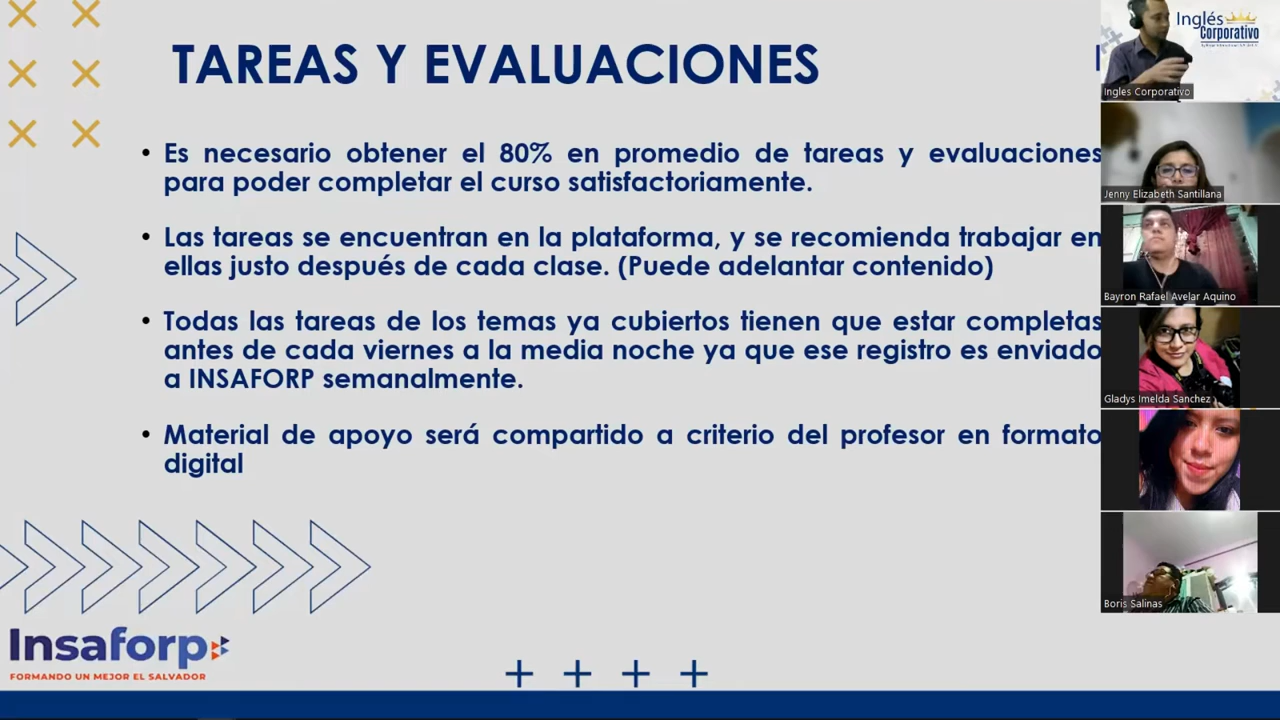 TAREAS Y EVALUACIONES
• Es necesario obtener el 80% en promedio de tareas y evaluaciones
para poder completar el curso satisfactoriamente.
• Las tareas se encuentran en la plataforma, y se recomienda trabajar en
ellas justo después de cada clase. (Puede adelantar contenido)
• Todas las tareas de los temas ya cubiertos tienen que estar completas
antes de cada viernes a la media noche ya que ese registro es enviado
a INSAFORP semanalmente.
• Material de apoyo será compartido a criterio del profesor en formato
digital
Insaforp
FORMANDO UN MEJOR EL SALVADOR
Inglés
Corporativo
Ingles Corporativo
Jenny Elizabeth Santillana
Bayron Rafael Avelar Aquino
Gladys Imelda Sanchez
Boris Salinas